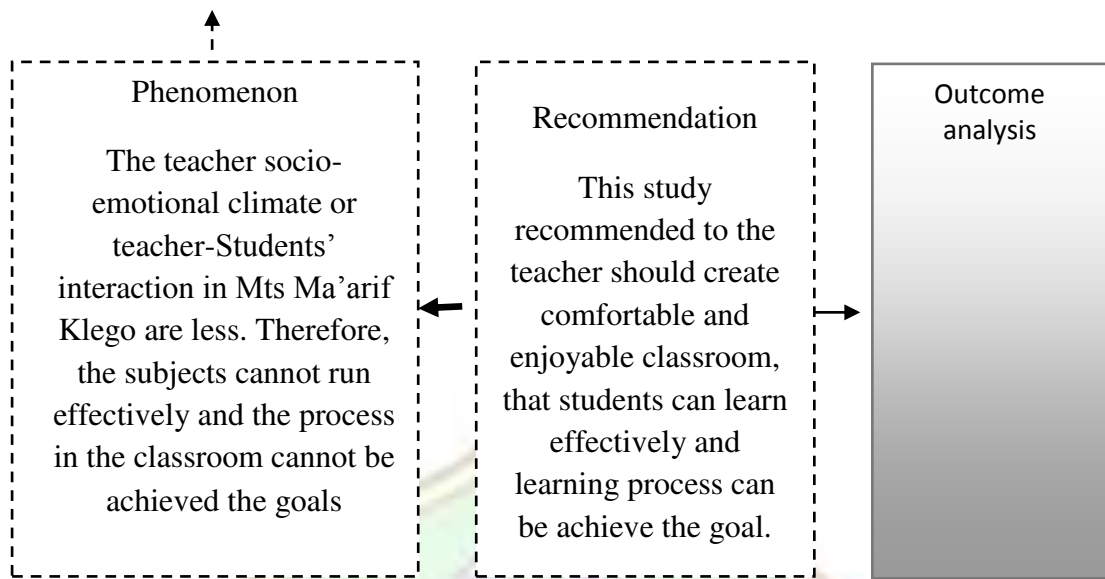 Phenomenon
The teacher socio-
emotional climate or
teacher-Students’
interaction in Mts Ma’arif
Klego are less. Therefore,
the subjects cannot run
effectively and the process
in the classroom cannot be
achieved the goals
Recommendation
This study
recommended to the
teacher should create
comfortable and
enjoyable classroom,
that students can learn
effectively and
learning process can
be achieve the goal.
Outcome
analysis